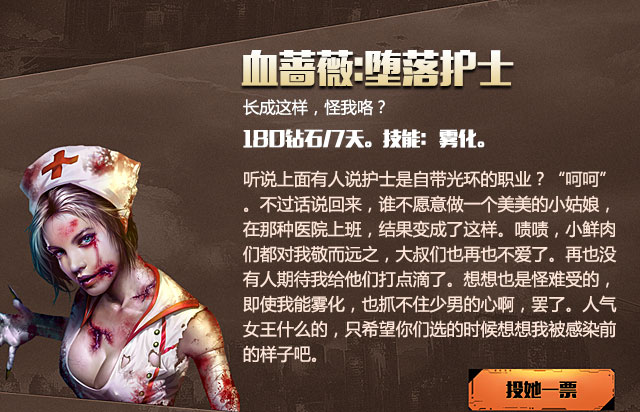 血蔷薇:堕落护士
长成这样，怪我咯？
180钻石/7天。技能：雾化。
听说上面有人说护士是自带光环的职业？“呵呵”
。不过话说回来，谁不愿意做一个美美的小姑娘，
在那种医院上班，结果变成了这样。啧啧，小鲜肉
们都对我敬而远之，大叔们也再也不爱了。再也没
有人期待我给他们打点滴了。想想也是怪难受的，
即使我能雾化，也抓不住少男的心啊，罢了。人气
女王什么的，只希望你们选的时候想想我被感染前
的样子吧。
投她一票